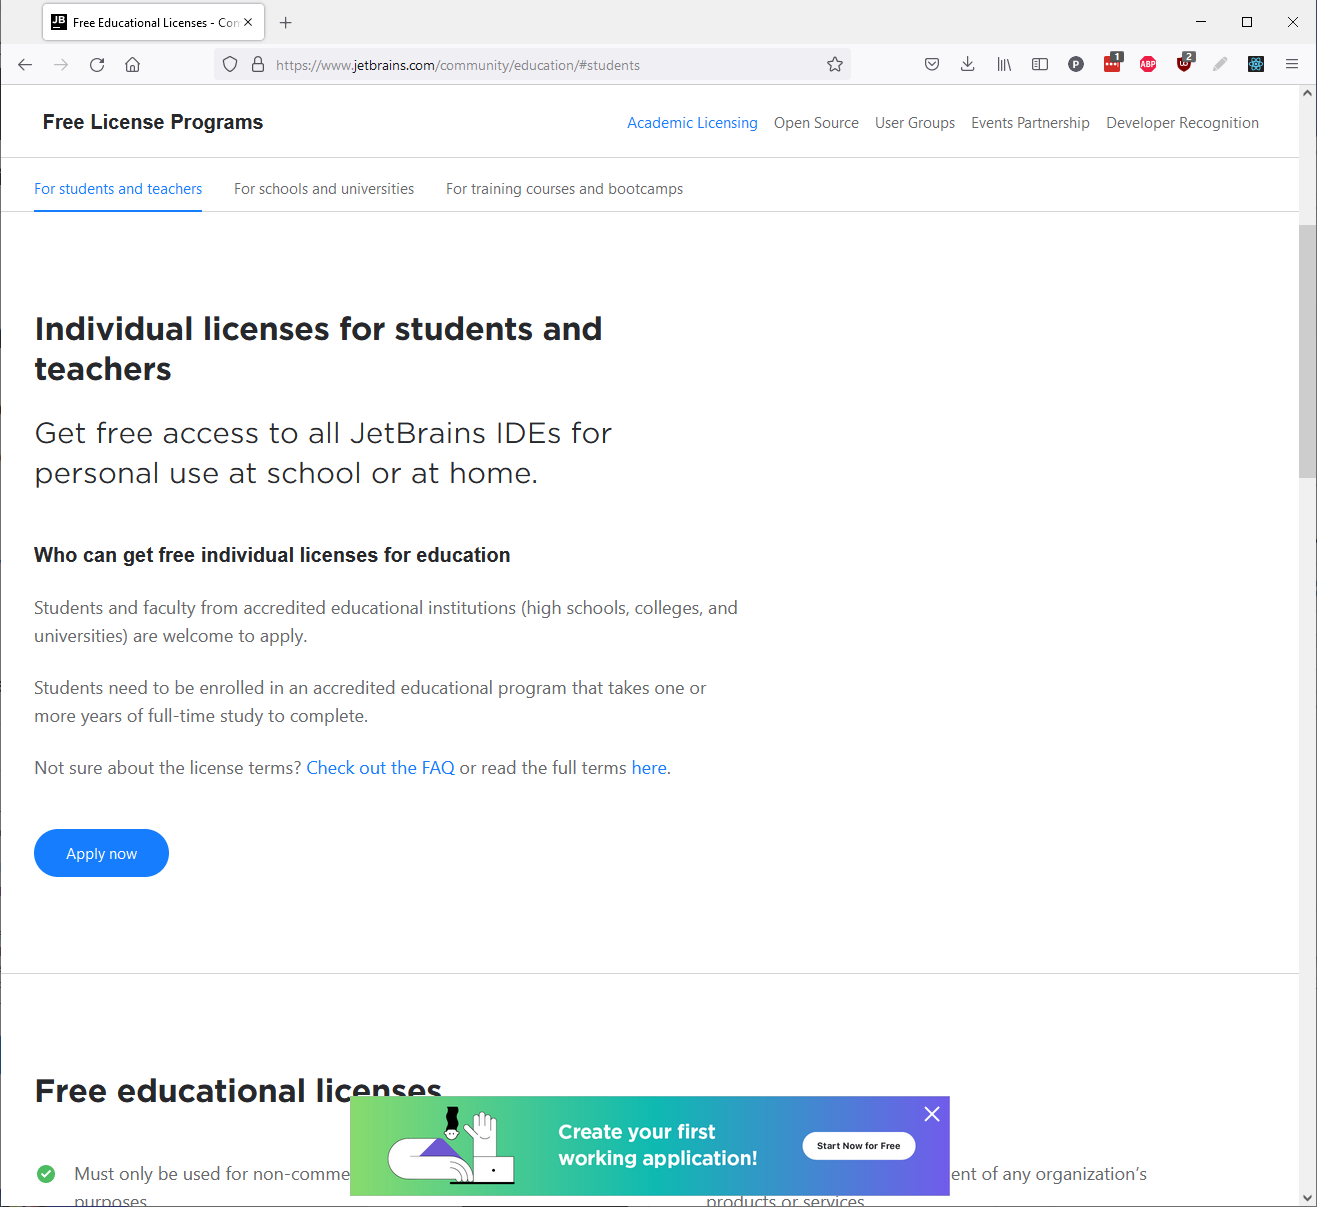 JB Free Educational Licenses - Con
https://www.jetbrains.com/community/education/#students
P
1
ABP
2
Free License Programs
Academic Licensing Open Source User Groups Events Partnership Developer Recognition
For students and teachers For schools and universities For training courses and bootcamps
Individual licenses for students and
teachers
Get free access to all JetBrains IDEs for
personal use at school or at home.
Who can get free individual licenses for education
Students and faculty from accredited educational institutions (high schools, colleges, and
universities) are welcome to apply.
Students need to be enrolled in an accredited educational program that takes one or
more years of full-time study to complete.
Not sure about the license terms? Check out the FAQ or read the full terms here.
Apply now
Free educational licenses
Create your first
working application!
Start Now for Free
Must only be used for non-comme
purposes
ent of any organization's
products or services